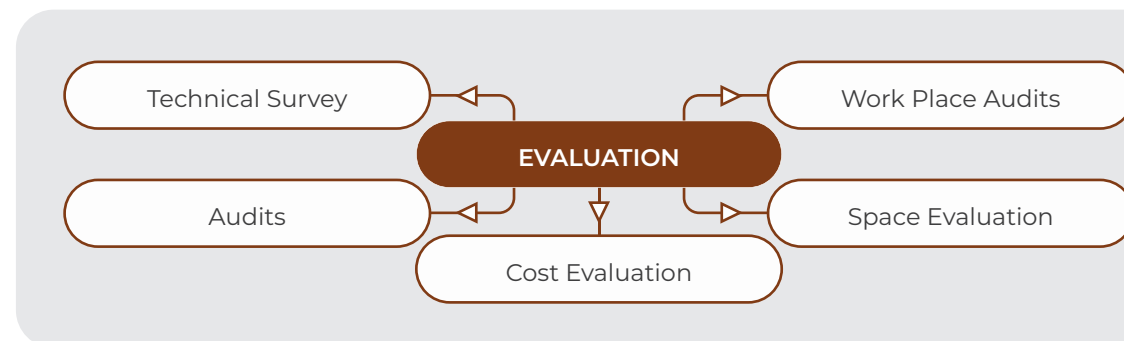 Technical Survey
Work Place Audits
EVALUATION
Audits
Space Evaluation
Cost Evaluation